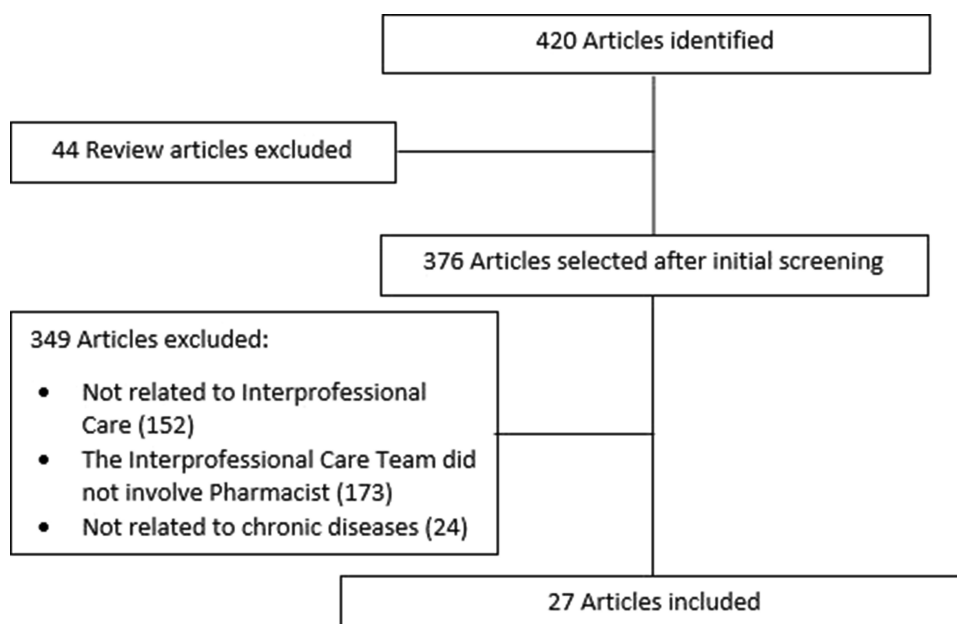 420 Articles identified
44 Review articles excluded
376 Articles selected after initial screening
349 Articles excluded:
• Not related to Interprofessional
Care (152)
• The Interprofessional Care Team did
not involve Pharmacist (173)
• Not related to chronic diseases (24)
27 Articles included